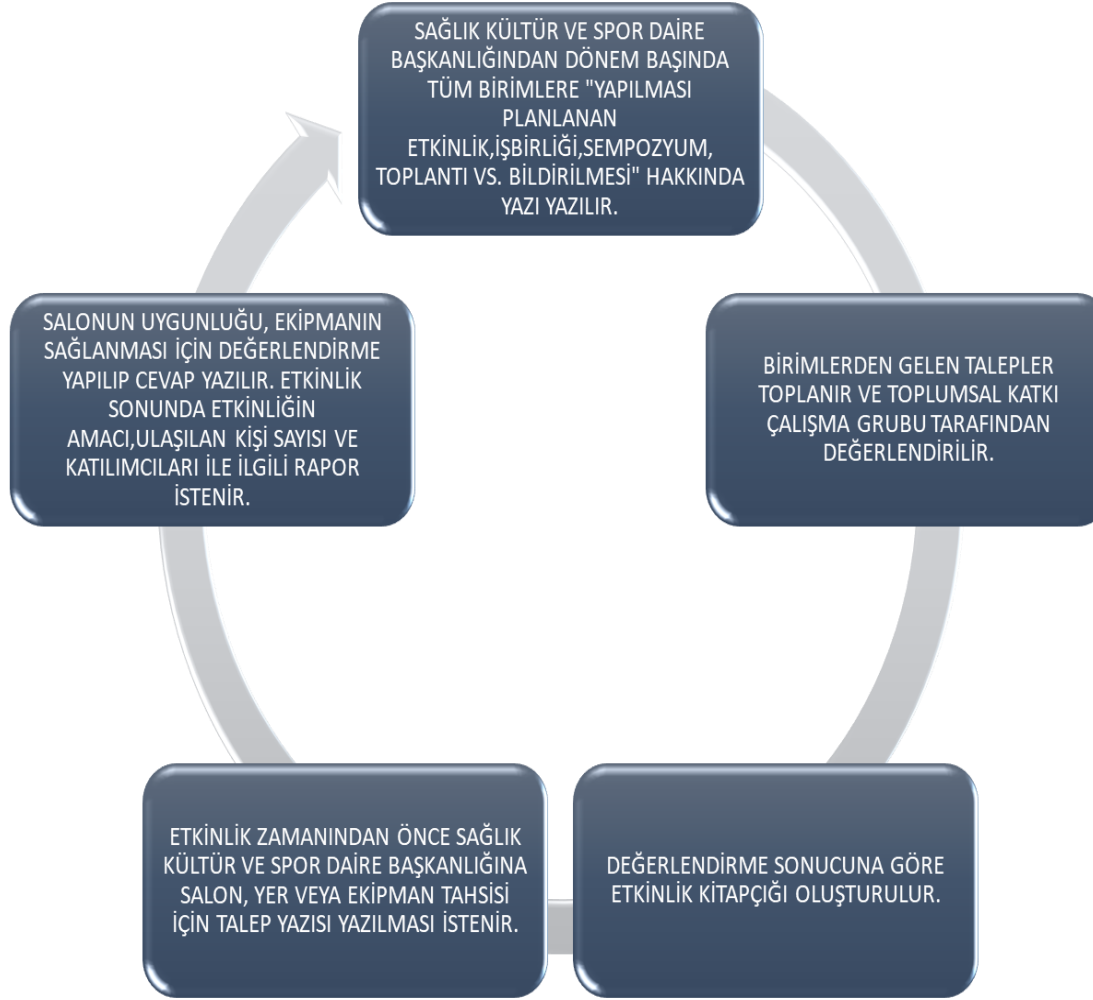 SAĞLIK KÜLTÜR VE SPOR DAİRE
BAŞKANLIĞINDAN DÖNEM BAŞINDA
TÜM BİRİMLERE "YAPILMASI
PLANLANAN
ETKİNLİK,İŞBİRLİĞİ,SEMPOZYUM,
TOPLANTI VS. BİLDİRİLMESİ" HAKKINDA
YAZI YAZILIR.
BİRİMLERDEN GELEN TALEPLER
TOPLANIR VE TOPLUMSAL KATKI
ÇALIŞMA GRUBU TARAFINDAN
DEĞERLENDİRİLİR.
DEĞERLENDİRME SONUCUNA GÖRE
ETKİNLİK KİTAPÇIĞI OLUŞTURULUR.
ETKİNLİK ZAMANINDAN ÖNCE SAĞLIK
KÜLTÜR VE SPOR DAİRE BAŞKANLIĞINA
SALON, YER VEYA EKİPMAN TAHSİSİ
İÇİN TALEP YAZISI YAZILMASI İSTENİR.
SALONUN UYGUNLUĞU, EKİPMANIN
SAĞLANMASI İÇİN DEĞERLENDİRME
YAPILIP CEVAP YAZILIR. ETKİNLİK
SONUNDA ETKİNLİĞİN
AMACI,ULAŞILAN KİŞİ SAYISI VE
KATILIMCILARI İLE İLGİLİ RAPOR
İSTENİR.